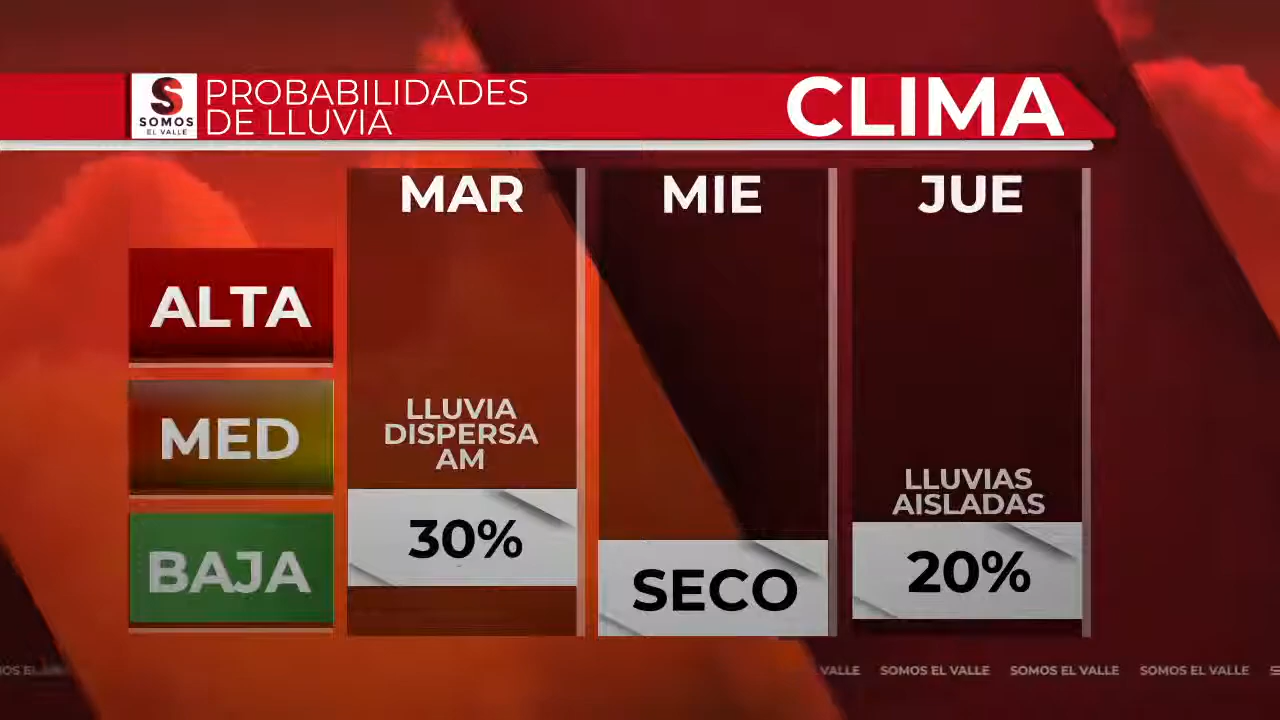 SOMOS
EL VALLE
PROBABILIDADES
DE LLUVIA
CLIMA
MAR
MIE
JUE
ALTA
MED
BAJA
LLUVIA
DISPERSA
AM
30%
SECO
LLUVIAS
AISLADAS
20%
VALLE SOMOS EL VALLE SOMOS EL VALLE SOMOS EL VALLE